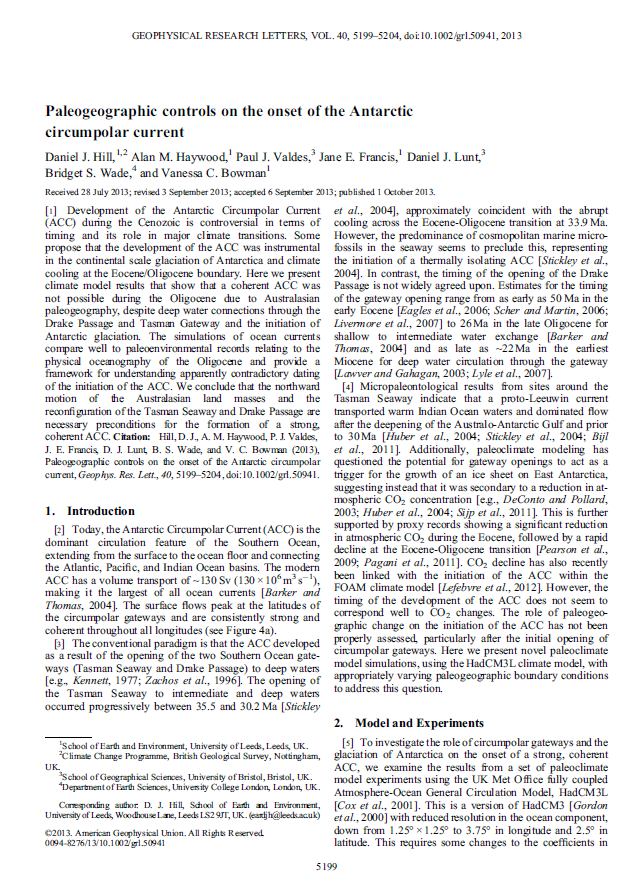 GEOPHYSICAL RESEARCH LETTERS, VOL. 40, 5199–5204, doi:10.1002/grl.50941, 2013
Paleogeographic controls on the onset of the Antarctic
circumpolar current
Daniel J. Hill,1,2 Alan M. Haywood,1 Paul J. Valdes,3 Jane E. Francis,1 Daniel J. Lunt,3
Bridget S. Wade,4 and Vanessa C. Bowman1
Received 28 July 2013; revised 3 September 2013; accepted 6 September 2013; published 1 October 2013.
[1] Development of the Antarctic Circumpolar Current
(ACC) during the Cenozoic is controversial in terms of
timing and its role in major climate transitions. Some
propose that the development of the ACC was instrumental
in the continental scale glaciation of Antarctica and climate
cooling at the Eocene/Oligocene boundary. Here we present
climate model results that show that a coherent ACC was
not possible during the Oligocene due to Australasian
paleogeography, despite deep water connections through the
Drake Passage and Tasman Gateway and the initiation of
Antarctic glaciation. The simulations of ocean currents
compare well to paleoenvironmental records relating to the
physical oceanography of the Oligocene and provide a
framework for understanding apparently contradictory dating
of the initiation of the ACC. We conclude that the northward
motion of the Australasian land masses and the
reconfiguration of the Tasman Seaway and Drake Passage are
necessary preconditions for the formation of a strong,
coherent ACC. Citation: Hill, D. J., A. M. Haywood, P. J. Valdes,
J. E. Francis, D. J. Lunt, B. S. Wade, and V. C. Bowman (2013),
Paleogeographic controls on the onset of the Antarctic circumpolar
current, Geophys. Res. Lett., 40, 5199–5204, doi:10.1002/grl.50941.
1. Introduction
[2] Today, the Antarctic Circumpolar Current (ACC) is the
dominant circulation feature of the Southern Ocean,
extending from the surface to the ocean floor and connecting
the Atlantic, Pacific, and Indian Ocean basins. The modern
ACC has a volume transport of ~130 Sv (130 × 10⁶ m³ s⁻¹),
making it the largest of all ocean currents [Barker and
Thomas, 2004]. The surface flows peak at the latitudes of
the circumpolar gateways and are consistently strong and
coherent throughout all longitudes (see Figure 4a).
[3] The conventional paradigm is that the ACC developed
as a result of the opening of the two Southern Ocean gate-
ways (Tasman Seaway and Drake Passage) to deep waters
[e.g., Kennett, 1977; Zachos et al., 1996]. The opening of
the Tasman Seaway to intermediate and deep waters
occurred progressively between 35.5 and 30.2 Ma [Stickley
1School of Earth and Environment, University of Leeds, Leeds, UK.
2Climate Change Programme, British Geological Survey, Nottingham,
UK.
3School of Geographical Sciences, University of Bristol, Bristol, UK.
4Department of Earth Sciences, University College London, London, UK.
Corresponding author: D. J. Hill, School of Earth and Environment,
University of Leeds, Woodhouse Lane, Leeds LS2 9JT, UK. (eardjh@leeds.ac.uk)
©2013. American Geophysical Union. All Rights Reserved.
0094-8276/13/10.1002/grl.50941
et al., 2004], approximately coincident with the abrupt
cooling across the Eocene-Oligocene transition at 33.9 Ma.
However, the predominance of cosmopolitan marine micro-
fossils in the seaway seems to preclude this, representing
the initiation of a thermally isolating ACC [Stickley et al.,
2004]. In contrast, the timing of the opening of the Drake
Passage is not widely agreed upon. Estimates for the timing
of the gateway opening range from as early as 50 Ma in the
early Eocene [Eagles et al., 2006; Scher and Martin, 2006;
Livermore et al., 2007] to 26 Ma in the late Oligocene for
shallow to intermediate water exchange [Barker and
Thomas, 2004] and as late as ~22 Ma in the earliest
Miocene for deep water circulation through the gateway
[Lawver and Gahagan, 2003; Lyle et al., 2007].
[4] Micropaleontological results from sites around the
Tasman Seaway indicate that a proto-Leeuwin current
transported warm Indian Ocean waters and dominated flow
after the deepening of the Australo-Antarctic Gulf and prior
to 30 Ma [Huber et al., 2004; Stickley et al., 2004; Bijl
et al., 2011]. Additionally, paleoclimate modeling has
questioned the potential for gateway openings to act as a
trigger for the growth of an ice sheet on East Antarctica,
suggesting instead that it was secondary to a reduction in at-
mospheric CO₂ concentration [e.g., DeConto and Pollard,
2003; Huber et al., 2004; Sijp et al., 2011]. This is further
supported by proxy records showing a significant reduction
in atmospheric CO₂ during the Eocene, followed by a rapid
decline at the Eocene-Oligocene transition [Pearson et al.,
2009; Pagani et al., 2011]. CO₂ decline has also recently
been linked with the initiation of the ACC within the
FOAM climate model [Lefebvre et al., 2012]. However, the
timing of the development of the ACC does not seem to
correspond well to CO₂ changes. The role of paleogeo-
graphic change on the initiation of the ACC has not been
properly assessed, particularly after the initial opening of
circumpolar gateways. Here we present novel paleoclimate
model simulations, using the HadCM3L climate model, with
appropriately varying paleogeographic boundary conditions
to address this question.
2. Model and Experiments
[5] To investigate the role of circumpolar gateways and the
glaciation of Antarctica on the onset of a strong, coherent
ACC, we examine the results from a set of paleoclimate
model experiments using the UK Met Office fully coupled
Atmosphere-Ocean General Circulation Model, HadCM3L
[Cox et al., 2001]. This is a version of HadCM3 [Gordon
et al., 2000] with reduced resolution in the ocean component,
down from 1.25° × 1.25° to 3.75° in longitude and 2.5° in
latitude. This requires some changes to the coefficients in
5199